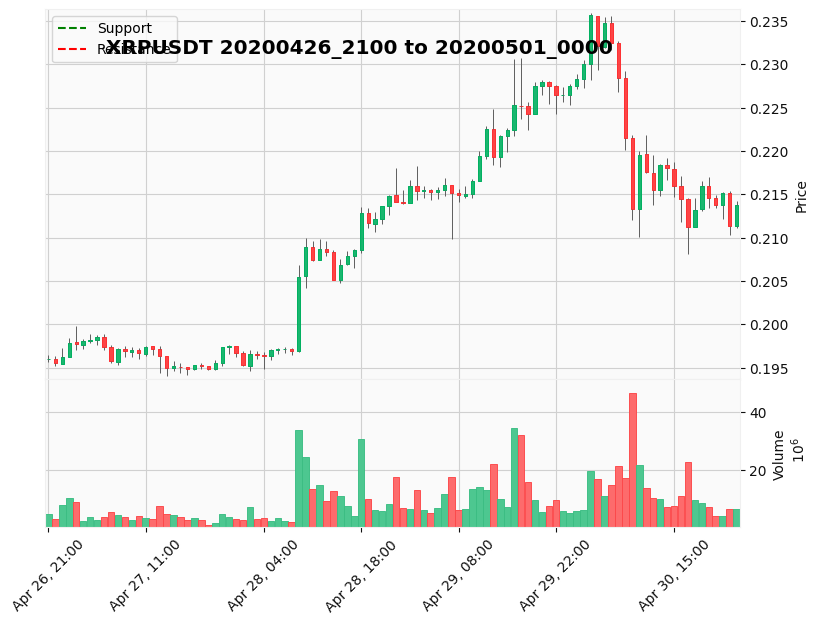 Support
Resistance
XRPUSDT 20200426_2100 to 20200501_0000
0.235
0.230
0.225
0.220
0.215
0.210
0.205
0.200
0.195
Price
40
20
Volume
10^6
Apr 26, 21:00
Apr 27, 11:00
Apr 28, 04:00
Apr 28, 18:00
Apr 29, 08:00
Apr 29, 22:00
Apr 30, 15:00